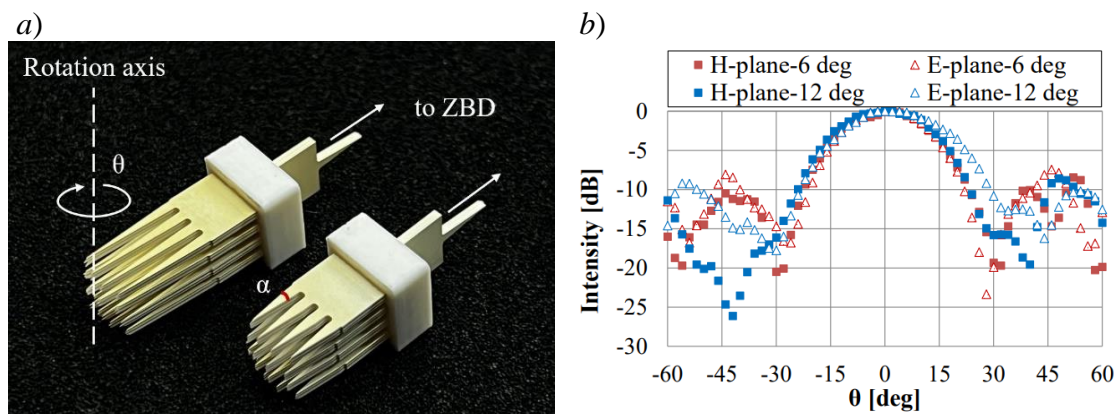 a)
Rotation axis
θ
to ZBD
α
b)
H-plane-6 deg E-plane-6 deg
H-plane-12 deg E-plane-12 deg
Intensity [dB]
0
-5
-10
-15
-20
-25
-30
-60 -45 -30 -15 0 15 30 45 60
θ [deg]